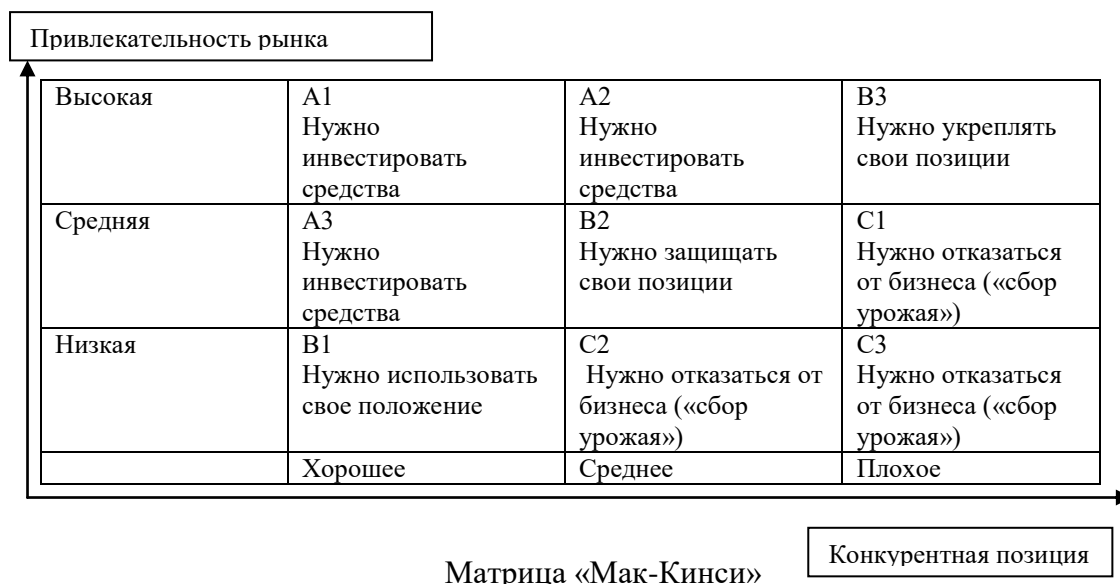 Привлекательность рынка
Высокая
A1
Нужно
инвестировать
средства
A2
Нужно
инвестировать
средства
B3
Нужно укреплять
свои позиции
Средняя
A3
Нужно
инвестировать
средства
B2
Нужно защищать
свои позиции
C1
Нужно отказаться
от бизнеса («сбор
урожая»)
Низкая
B1
Нужно использовать
свое положение
C2
Нужно отказаться от
бизнеса («сбор
урожая»)
C3
Нужно отказаться
от бизнеса («сбор
урожая»)
Хорошее
Среднее
Плохое
Конкурентная позиция
Матрица «Мак-Кинси»